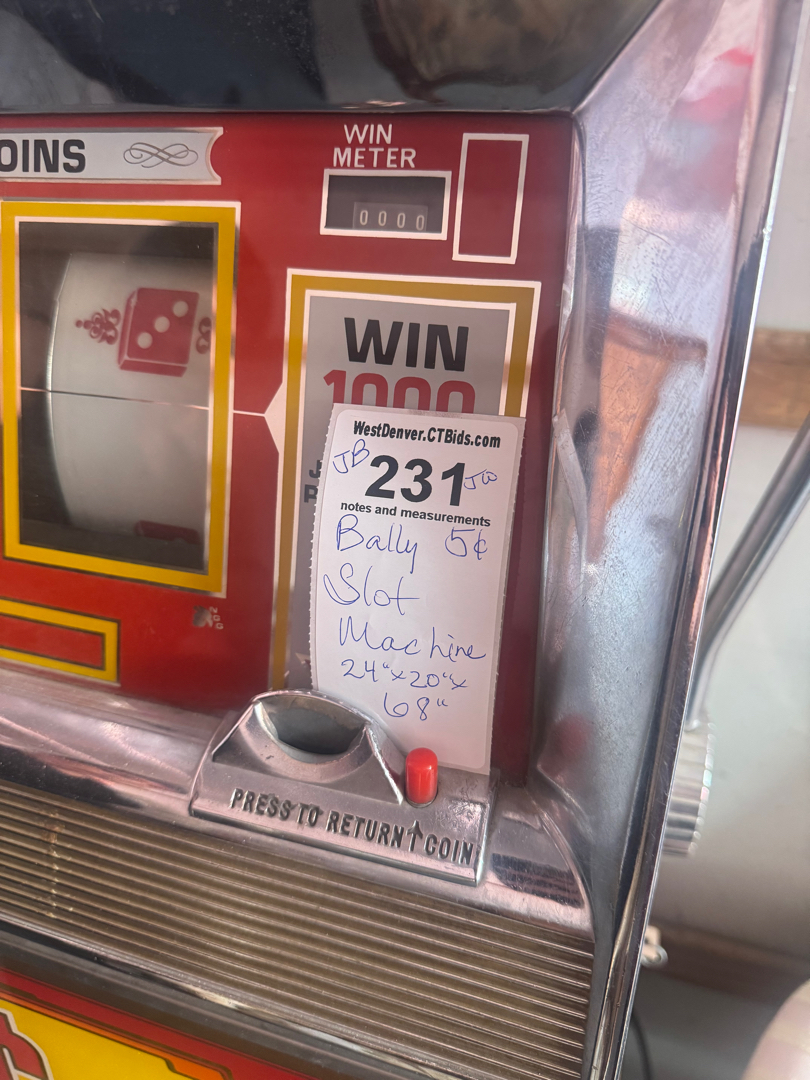 OINS
WIN
METER
0000
WIN
1000
WestDenver.CTBids.com
JB 231 JW
notes and measurements
Bally 5¢
Slot
Machine
24"x20"x
68"
PRESS TO RETURN↑COIN